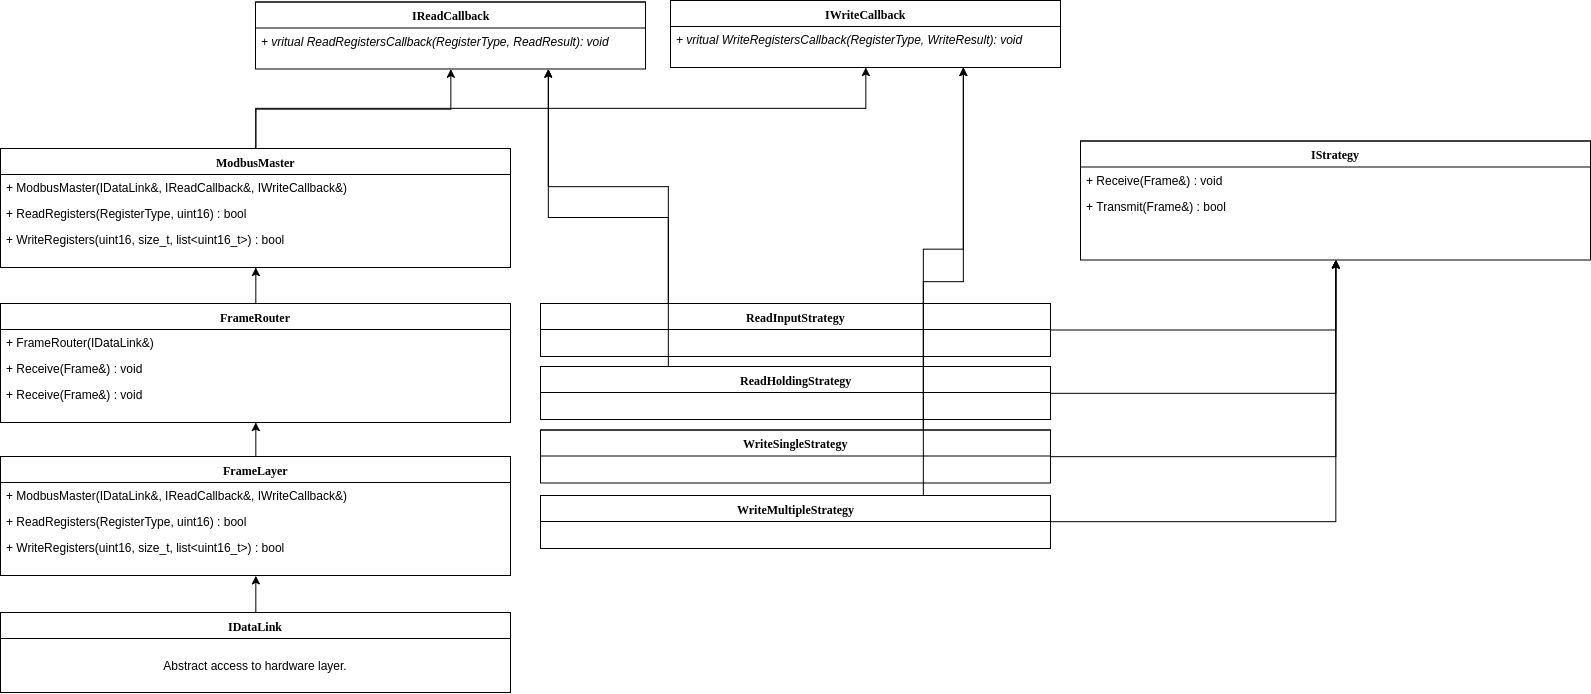 IReadCallback
+ vritual ReadRegistersCallback(RegisterType, ReadResult): void
IWriteCallback
+ vritual WriteRegistersCallback(RegisterType, WriteResult): void
ModbusMaster
+ ModbusMaster(IDataLink&, IReadCallback&, IWriteCallback&)
+ ReadRegisters(RegisterType, uint16) : bool
+ WriteRegisters(uint16, size_t, list<uint16_t>) : bool
IStrategy
+ Receive(Frame&) : void
+ Transmit(Frame&) : bool
FrameRouter
+ FrameRouter(IDataLink&)
+ Receive(Frame&) : void
+ Receive(Frame&) : void
ReadInputStrategy
ReadHoldingStrategy
WriteSingleStrategy
WriteMultipleStrategy
FrameLayer
+ ModbusMaster(IDataLink&, IReadCallback&, IWriteCallback&)
+ ReadRegisters(RegisterType, uint16) : bool
+ WriteRegisters(uint16, size_t, list<uint16_t>) : bool
IDataLink
Abstract access to hardware layer.